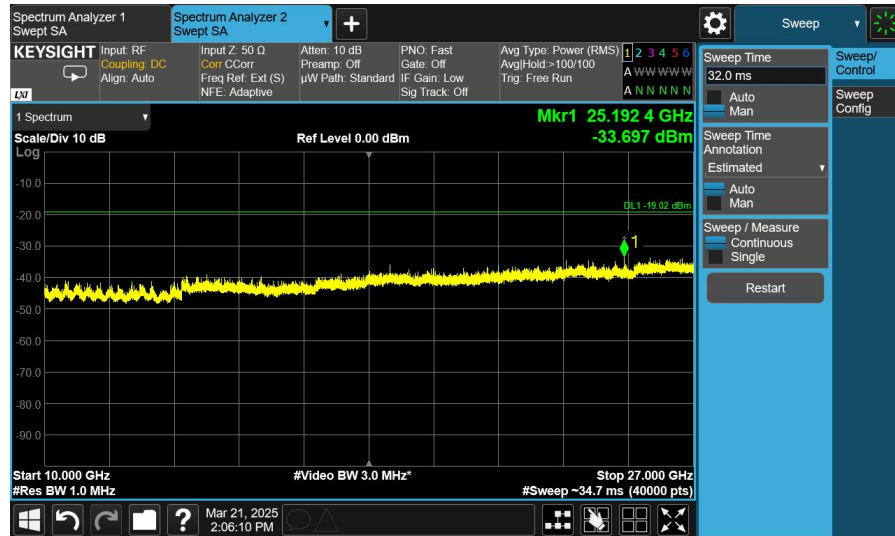 Spectrum Analyzer 1
Swept SA
Spectrum Analyzer 2
Swept SA
Sweep
KEYSIGHT
LXI
Input: RF
Coupling: DC
Align: Auto
Input Z: 50 Ω
Corr CCorr
Freq Ref: Ext (S)
NFE: Adaptive
Atten: 10 dB
Preamp: Off
µW Path: Standard
PNO: Fast
Gate: Off
IF Gain: Low
Sig Track: Off
Avg Type: Power (RMS)
Avg|Hold:>100/100
Trig: Free Run
1 2 3 4 5 6
A W W W W W
A N N N N N
1 Spectrum
Mkr1 25.192 4 GHz
-33.697 dBm
Scale/Div 10 dB
Ref Level 0.00 dBm
Log
-10.0
-20.0
-30.0
-40.0
-50.0
-60.0
-70.0
-80.0
-90.0
DL1 -19.02 dBm
1
Start 10.000 GHz
#Video BW 3.0 MHz*
Stop 27.000 GHz
#Res BW 1.0 MHz
#Sweep ~34.7 ms (40000 pts)
Sweep Time
32.0 ms
Auto
Man
Sweep Time
Annotation
Estimated
Auto
Man
Sweep / Measure
Continuous
Single
Restart
Sweep/
Control
Sweep
Config
?
Mar 21, 2025
2:06:10 PM